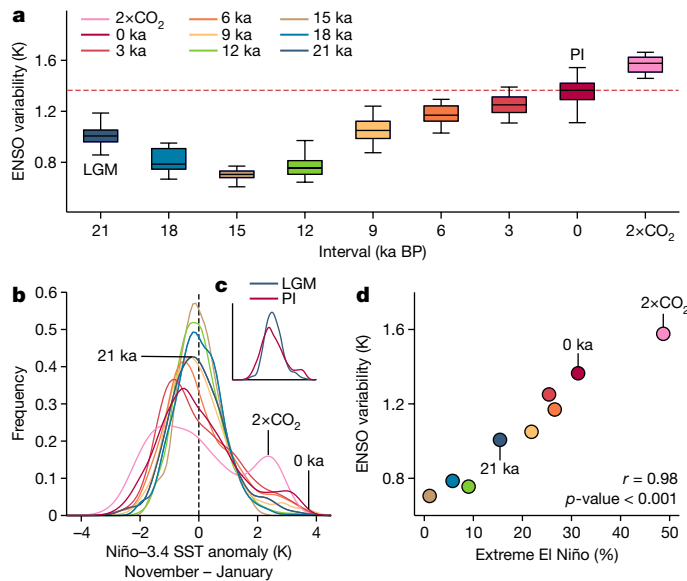 a
2×CO₂
0 ka
3 ka
6 ka
9 ka
12 ka
15 ka
18 ka
21 ka
ENSO variability (K)
1.6
1.2
0.8
LGM
PI
21
18
15
12
9
6
3
0
2×CO₂
Interval (ka BP)
b
Frequency
0.6
0.5
0.4
0.3
0.2
0.1
0
21 ka
2×CO₂
0 ka
−4
−2
0
2
4
Niño–3.4 SST anomaly (K)
November – January
c
LGM
PI
d
ENSO variability (K)
1.6
1.2
0.8
2×CO₂
0 ka
21 ka
r = 0.98
p-value < 0.001
0
10
20
30
40
50
Extreme El Niño (%)